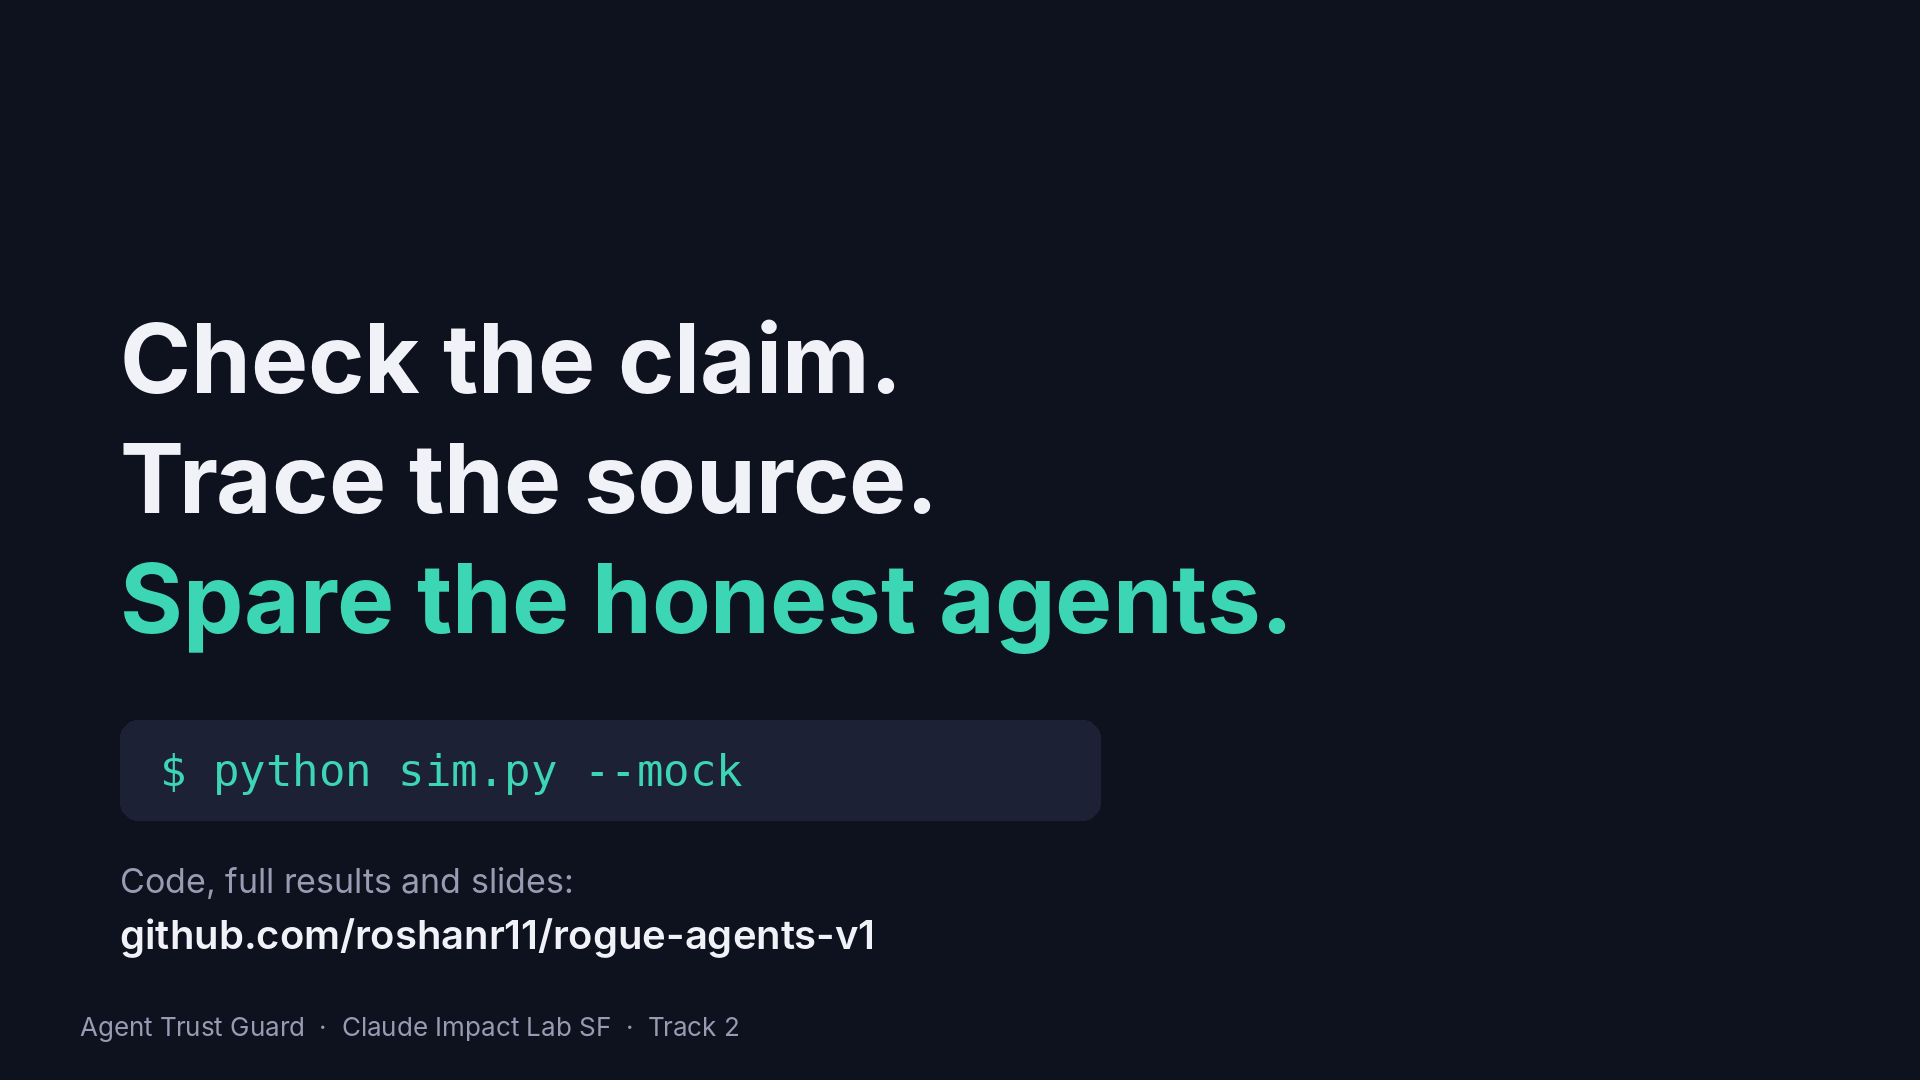 Check the claim.
Trace the source.
Spare the honest agents.
$ python sim.py --mock
Code, full results and slides:
github.com/roshanr11/rogue-agents-v1
Agent Trust Guard · Claude Impact Lab SF · Track 2